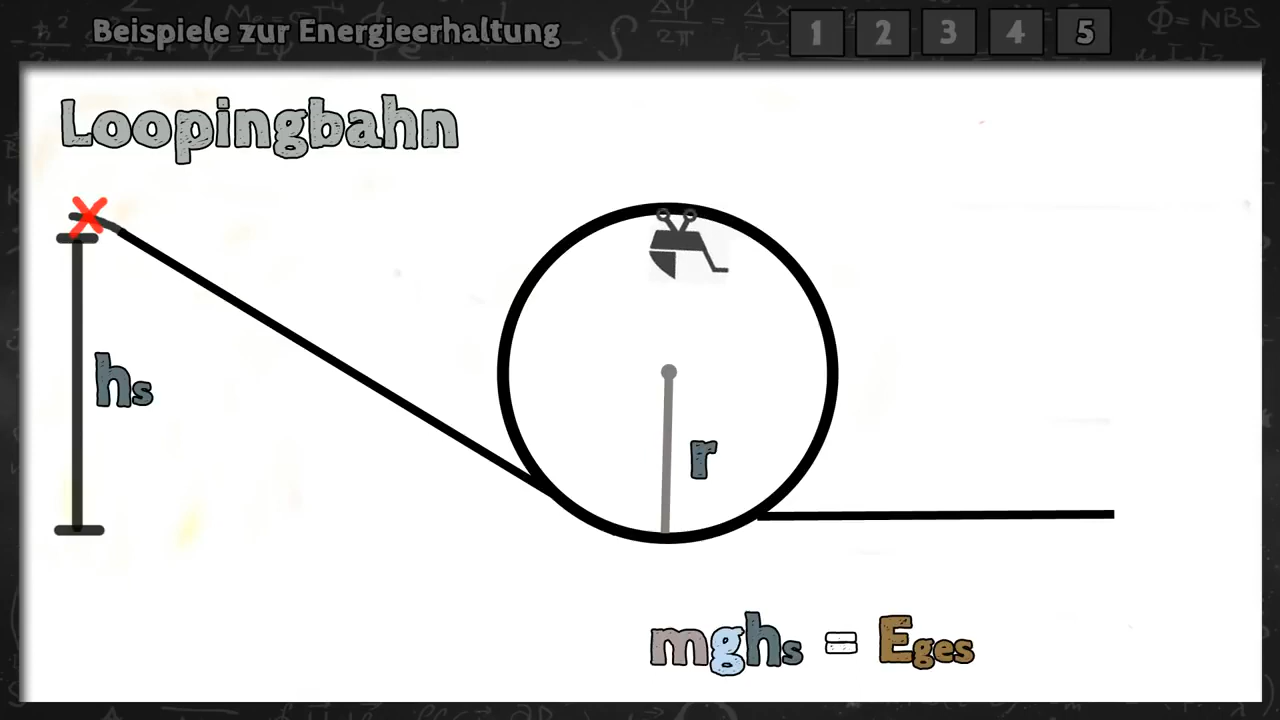 Beispiele zur Energieerhaltung 1 2 3 4 5
Loopingbahn
hs
r
mghs = Eges